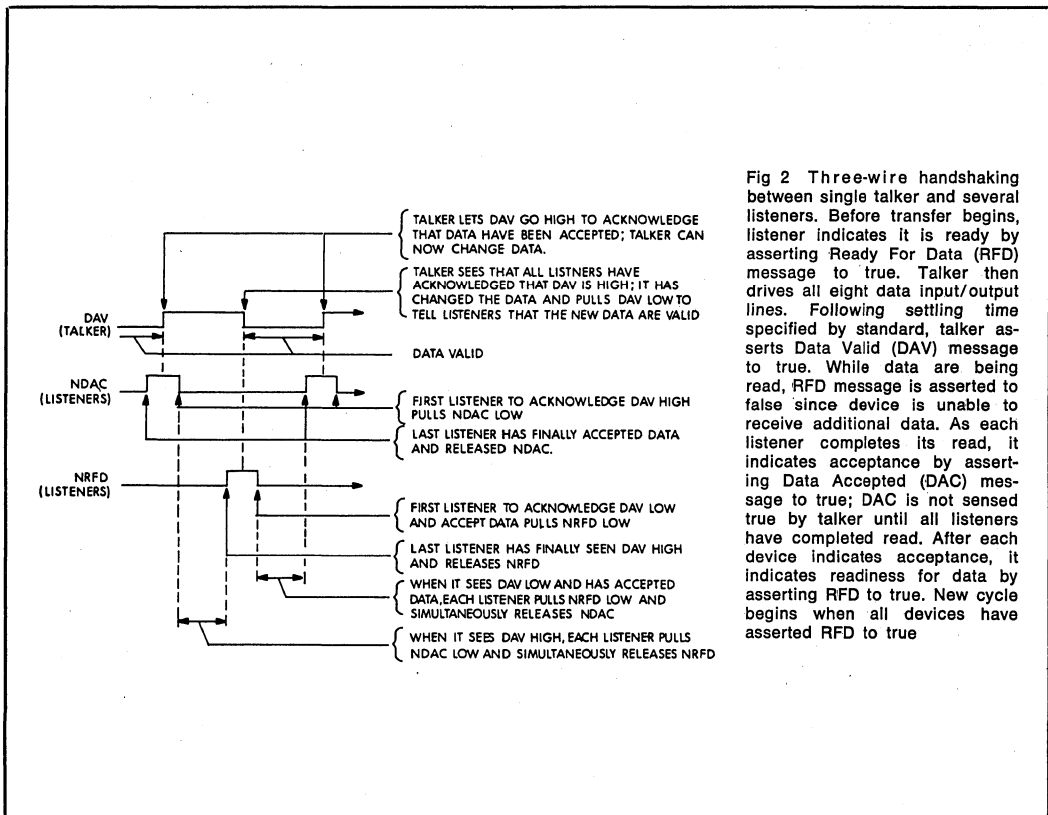 TALKER LETS DAV GO HIGH TO ACKNOWLEDGE
THAT DATA HAVE BEEN ACCEPTED; TALKER CAN
NOW CHANGE DATA.
TALKER SEES THAT ALL LISTNERS HAVE
ACKNOWLEDGED THAT DAV IS HIGH; IT HAS
CHANGED THE DATA AND PULLS DAV LOW TO
TELL LISTENERS THAT THE NEW DATA ARE VALID
DAV
(TALKER)
DATA VALID
NDAC
(LISTENERS)
FIRST LISTENER TO ACKNOWLEDGE DAV HIGH
PULLS NDAC LOW
LAST LISTENER HAS FINALLY ACCEPTED DATA
AND RELEASED NDAC.
NRFD
(LISTENERS)
FIRST LISTENER TO ACKNOWLEDGE DAV LOW
AND ACCEPT DATA PULLS NRFD LOW
LAST LISTENER HAS FINALLY SEEN DAV HIGH
AND RELEASES NRFD
WHEN IT SEES DAV LOW AND HAS ACCEPTED
DATA, EACH LISTENER PULLS NRFD LOW AND
SIMULTANEOUSLY RELEASES NDAC
WHEN IT SEES DAV HIGH, EACH LISTENER PULLS
NDAC LOW AND SIMULTANEOUSLY RELEASES NRFD
Fig 2 Three-wire handshaking
between single talker and several
listeners. Before transfer begins,
listener indicates it is ready by
asserting Ready For Data (RFD)
message to true. Talker then
drives all eight data input/output
lines. Following settling time
specified by standard, talker as-
serts Data Valid (DAV) message
to true. While data are being
read, RFD message is asserted to
false since device is unable to
receive additional data. As each
listener completes its read, it
indicates acceptance by assert-
ing Data Accepted (DAC) mes-
sage to true; DAC is not sensed
true by talker until all listeners
have completed read. After each
device indicates acceptance, it
indicates readiness for data by
asserting RFD to true. New cycle
begins when all devices have
asserted RFD to true